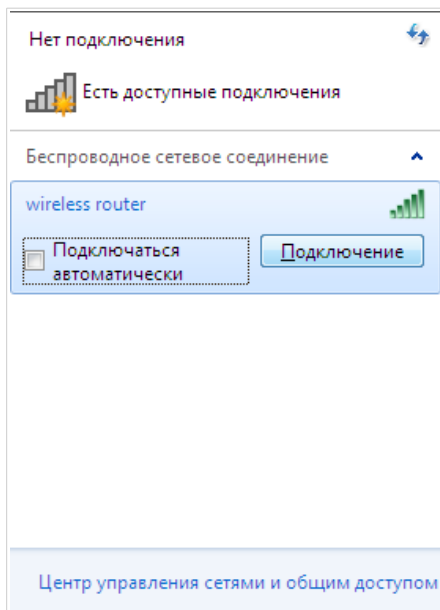 Нет подключения
Есть доступные подключения
Беспроводное сетевое соединение
wireless router
Подключаться
автоматически
Подключение
Центр управления сетями и общим доступом